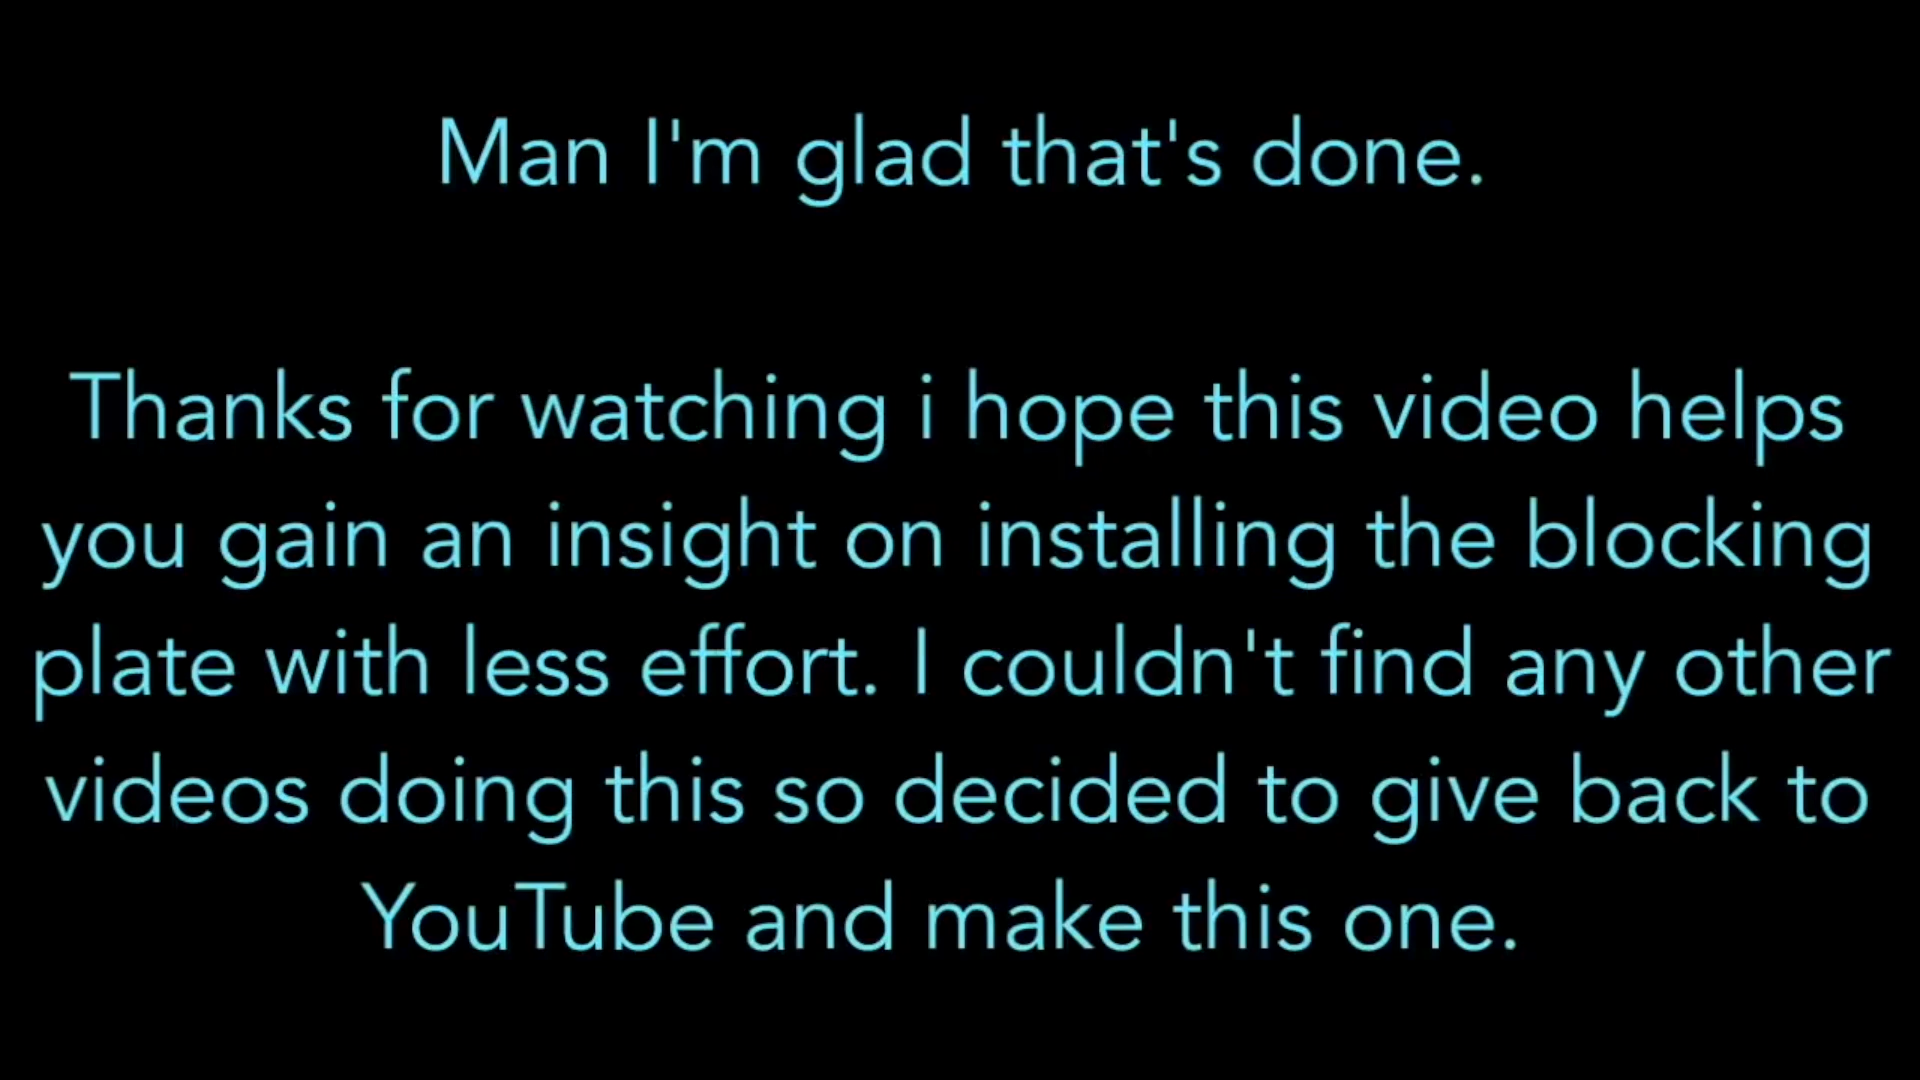 Man I'm glad that's done.
Thanks for watching i hope this video helps
you gain an insight on installing the blocking
plate with less effort. I couldn't find any other
videos doing this so decided to give back to
YouTube and make this one.